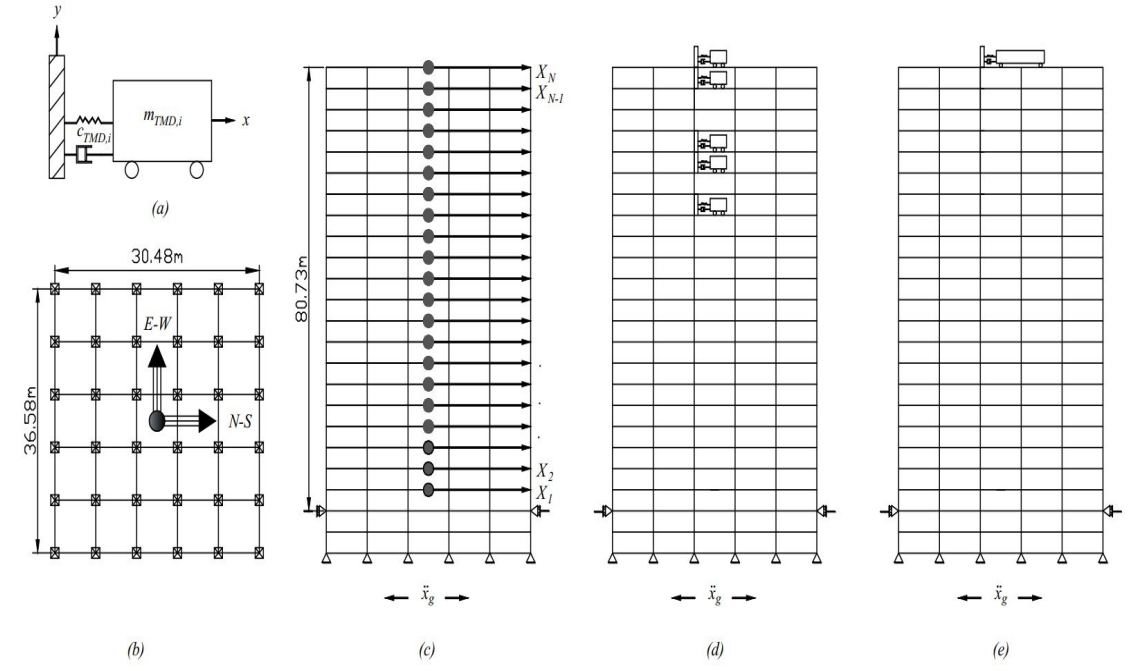 y
m_TMD,i
c_TMD,i
x
(a)
30.48m
36.58m
E-W
N-S
(b)
80.73m
X_N
X_N-1
X_2
X_1
ẍ_g
(c)
ẍ_g
(d)
ẍ_g
(e)